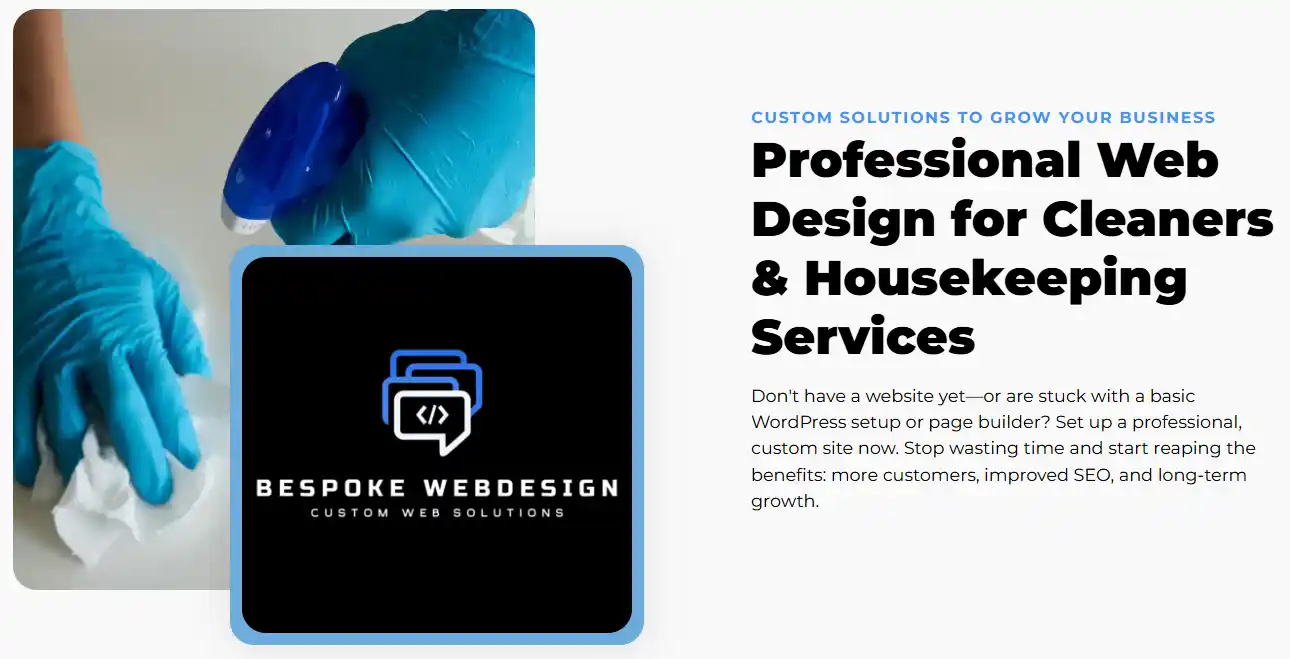 CUSTOM SOLUTIONS TO GROW YOUR BUSINESS
Professional Web
Design for Cleaners
& Housekeeping
Services
Don't have a website yet—or are stuck with a basic
WordPress setup or page builder? Set up a professional,
custom site now. Stop wasting time and start reaping the
benefits: more customers, improved SEO, and long-term
growth.
</>
BESPOKE WEBDESIGN
CUSTOM WEB SOLUTIONS